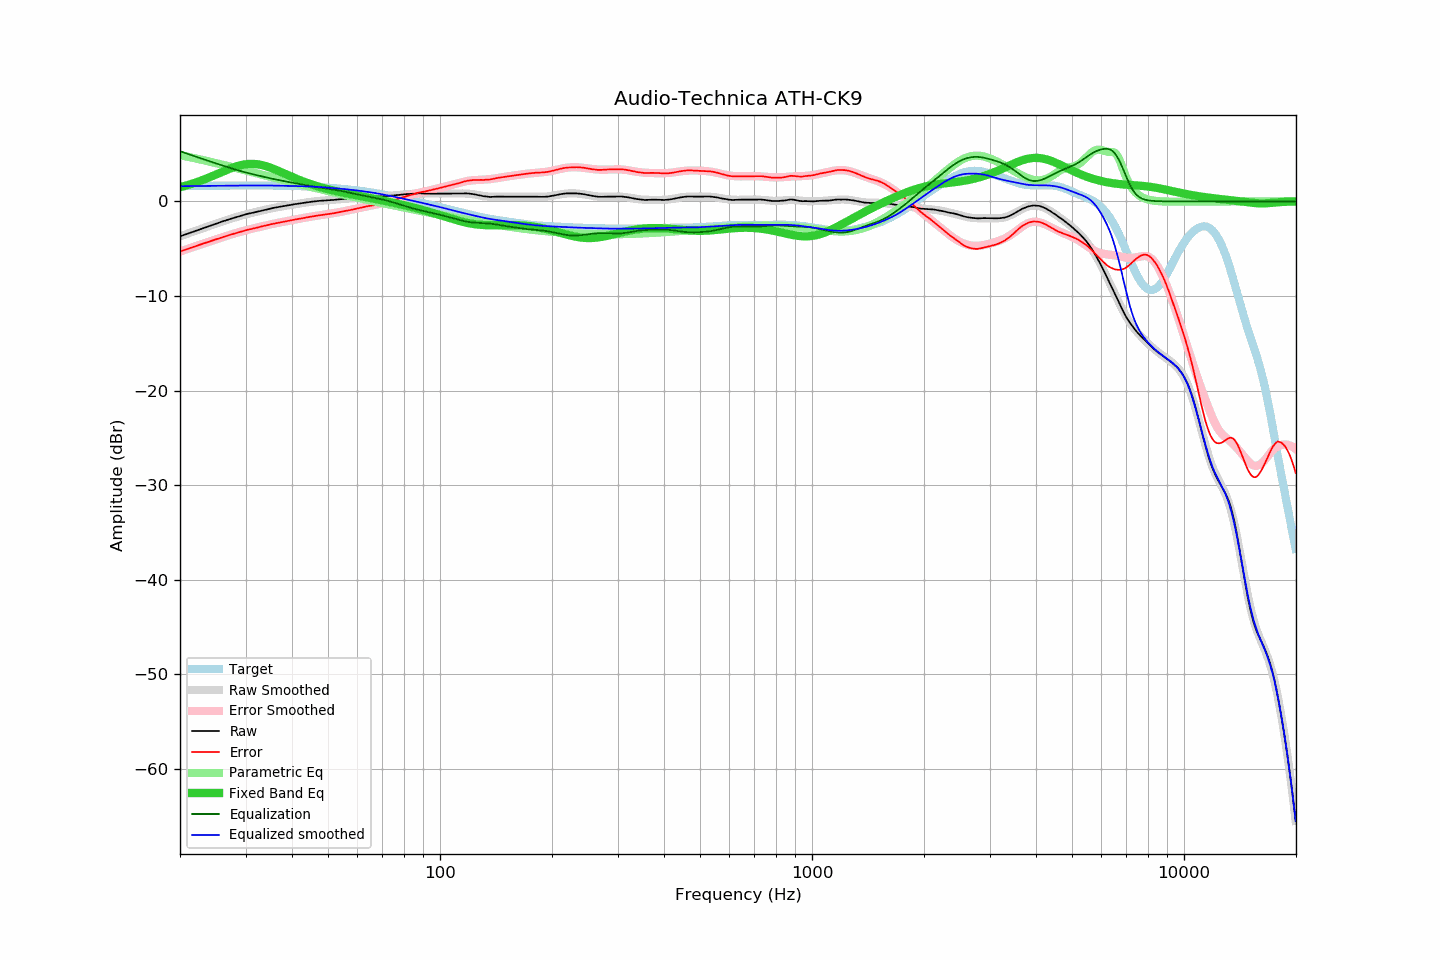 Audio-Technica ATH-CK9
Amplitude (dBr)
0
−10
−20
−30
−40
−50
−60
Target
Raw Smoothed
Error Smoothed
Raw
Error
Parametric Eq
Fixed Band Eq
Equalization
Equalized smoothed
100 1000 10000
Frequency (Hz)